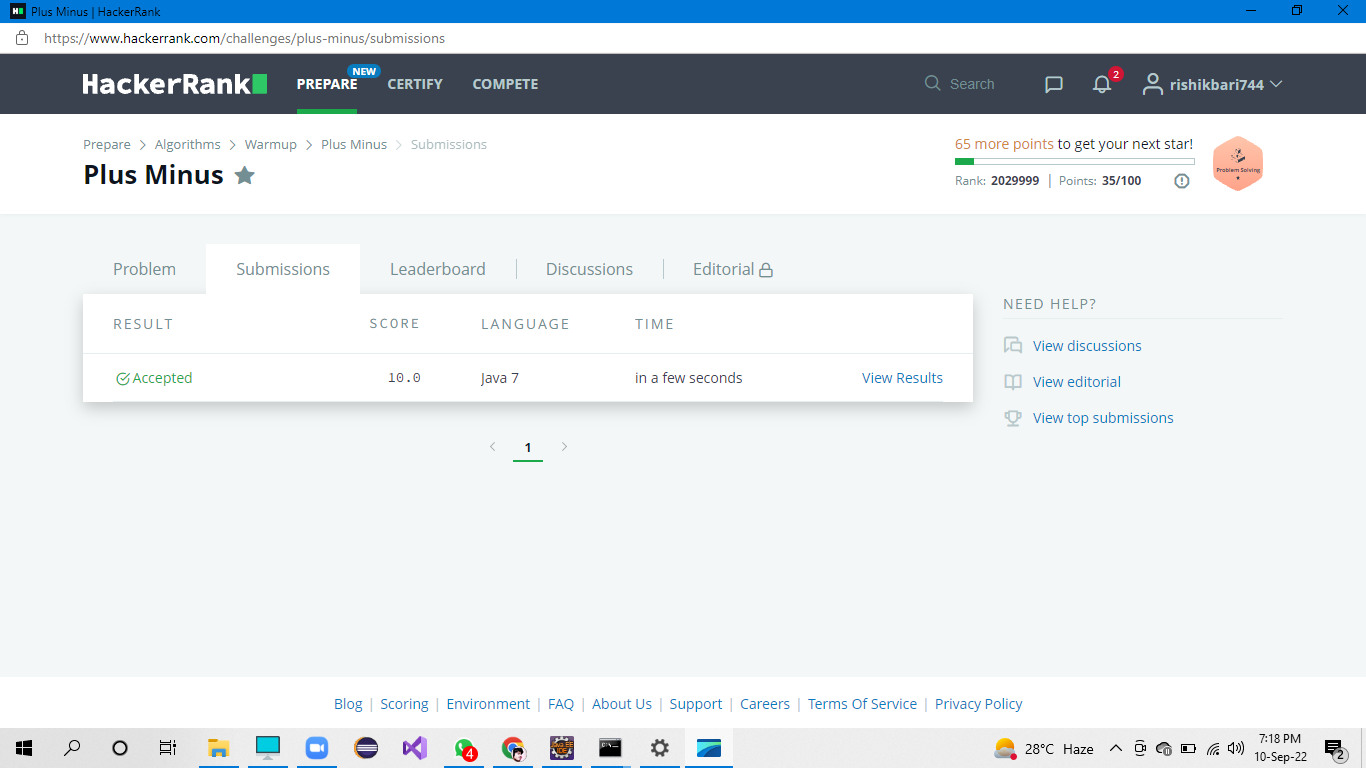 Plus Minus | HackerRank
https://www.hackerrank.com/challenges/plus-minus/submissions
HackerRank PREPARE NEW CERTIFY COMPETE Search 2 rishikbari744
Prepare > Algorithms > Warmup > Plus Minus > Submissions
Plus Minus
65 more points to get your next star!
Rank: 2029999 | Points: 35/100
Problem Solving
Problem Submissions Leaderboard Discussions Editorial
RESULT SCORE LANGUAGE TIME
Accepted 10.0 Java 7 in a few seconds View Results
1
NEED HELP?
View discussions
View editorial
View top submissions
Blog | Scoring | Environment | FAQ | About Us | Support | Careers | Terms Of Service | Privacy Policy
4
28°C Haze
7:18 PM
10-Sep-22
2